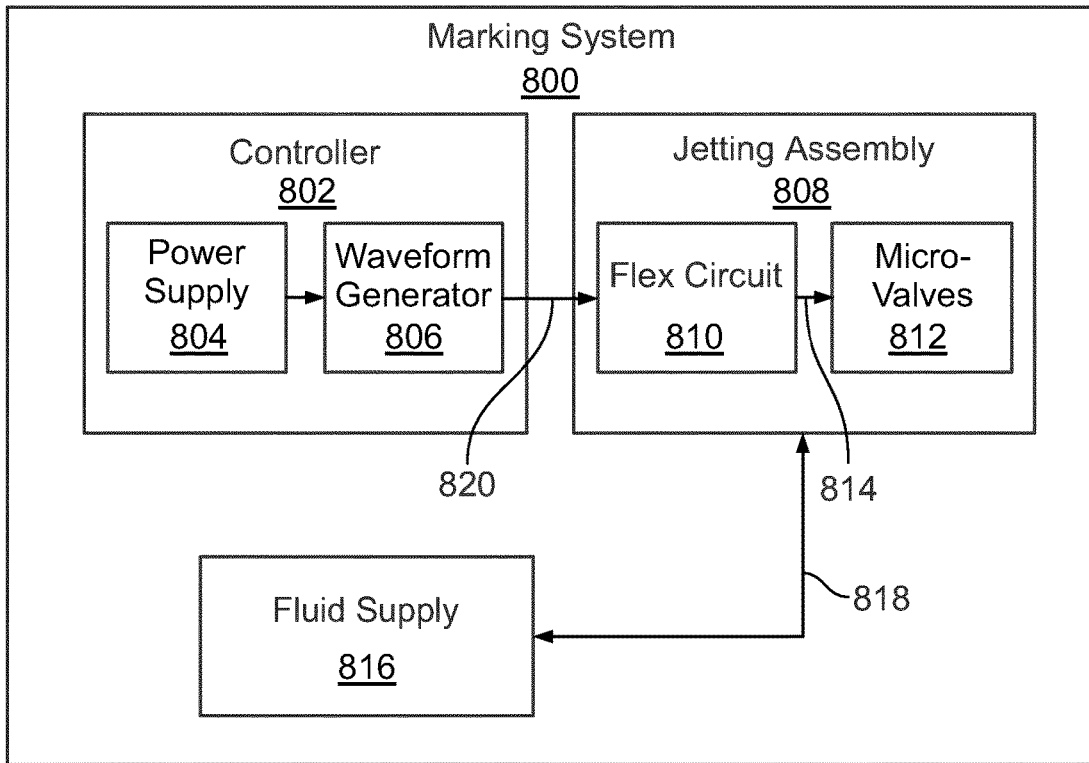 Marking System
800
Controller
802
Power
Supply
804
Waveform
Generator
806
Jetting Assembly
808
Flex Circuit
810
Micro-
Valves
812
820
814
818
Fluid Supply
816